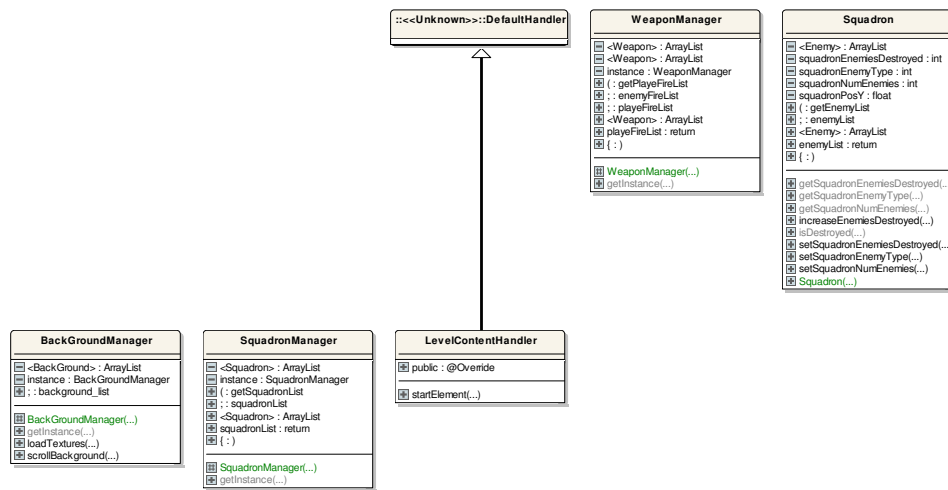 ::<<Unknown>>::DefaultHandler
WeaponManager
<Weapon> : ArrayList
<Weapon> : ArrayList
instance : WeaponManager
( : getPlayeFireList
; : enemyFireList
; : playeFireList
<Weapon> : ArrayList
playeFireList : return
{ : )
WeaponManager(...)
getInstance(...)
Squadron
<Enemy> : ArrayList
squadronEnemiesDestroyed : int
squadronEnemyType : int
squadronNumEnemies : int
squadronPosY : float
( : getEnemyList
; : enemyList
<Enemy> : ArrayList
enemyList : return
{ : )
getSquadronEnemiesDestroyed(...
getSquadronEnemyType(...)
getSquadronNumEnemies(...)
increaseEnemiesDestroyed(...)
isDestroyed(...)
setSquadronEnemiesDestroyed(...
setSquadronEnemyType(...)
setSquadronNumEnemies(...)
Squadron(...)
BackGroundManager
<BackGround> : ArrayList
instance : BackGroundManager
; : background_list
BackGroundManager(...)
getInstance(...)
loadTextures(...)
scrollBackground(...)
SquadronManager
<Squadron> : ArrayList
instance : SquadronManager
( : getSquadronList
; : squadronList
<Squadron> : ArrayList
squadronList : return
{ : )
SquadronManager(...)
getInstance(...)
LevelContentHandler
public : @Override
startElement(...)